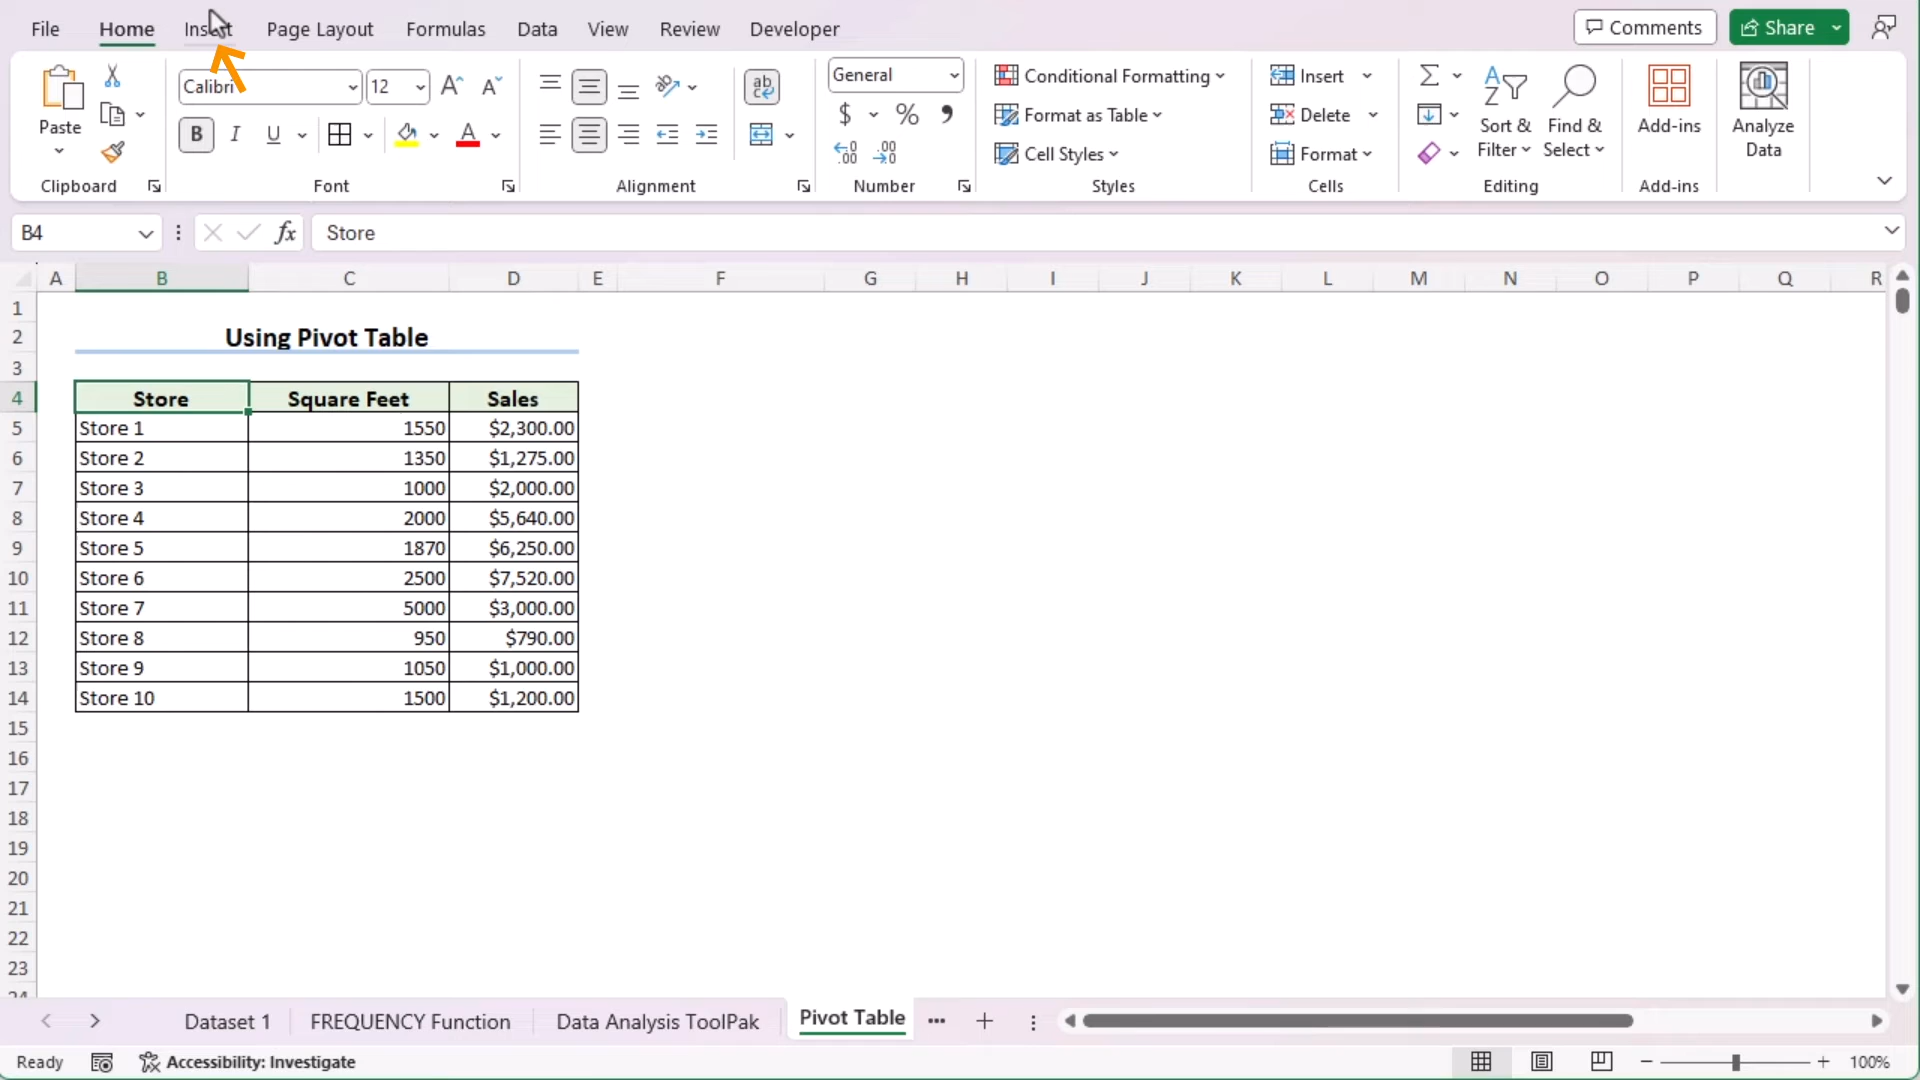 File Home Insert Page Layout Formulas Data View Review Developer Comments Share
Calibri 12 General Conditional Formatting Insert
Paste $ % Format as Table Delete Sort & Find & Add-ins Analyze
B I U A Cell Styles Format Filter Select Data
Clipboard Font Alignment Number Styles Cells Editing Add-ins
B4 fx Store
A B C D E F G H I J K L M N O P Q R
1
2 Using Pivot Table
3
4 Store Square Feet Sales
5 Store 1 1550 $2,300.00
6 Store 2 1350 $1,275.00
7 Store 3 1000 $2,000.00
8 Store 4 2000 $5,640.00
9 Store 5 1870 $6,250.00
10 Store 6 2500 $7,520.00
11 Store 7 5000 $3,000.00
12 Store 8 950 $790.00
13 Store 9 1050 $1,000.00
14 Store 10 1500 $1,200.00
15
16
17
18
19
20
21
22
23
24
Dataset 1 FREQUENCY Function Data Analysis ToolPak Pivot Table
Ready Accessibility: Investigate 100%